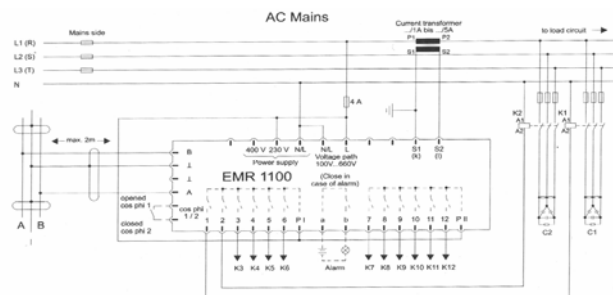 AC Mains
Current transformer
.../1A bis .../5A
P1 P2
S1 S2
Mains side
to load circuit
L1 (R)
L2 (S)
L3 (T)
N
4 A
K2
K1
A1
A2
A1
A2
max. 2m
400 V 230 V N/L N/L L S1 S2
(k) (l)
Power supply
Voltage path
100V...660V
B
⊥
⊥
A
EMR 1100
(Close in
case of alarm)
opened
cos phi 1
closed
cos phi 2
cos phi
1 / 2
1 2 3 4 5 6 P I a b 7 8 9 10 11 12 P II
A B
K3 K4 K5 K6
Alarm
K7 K8 K9 K10 K11 K12
C2
C1